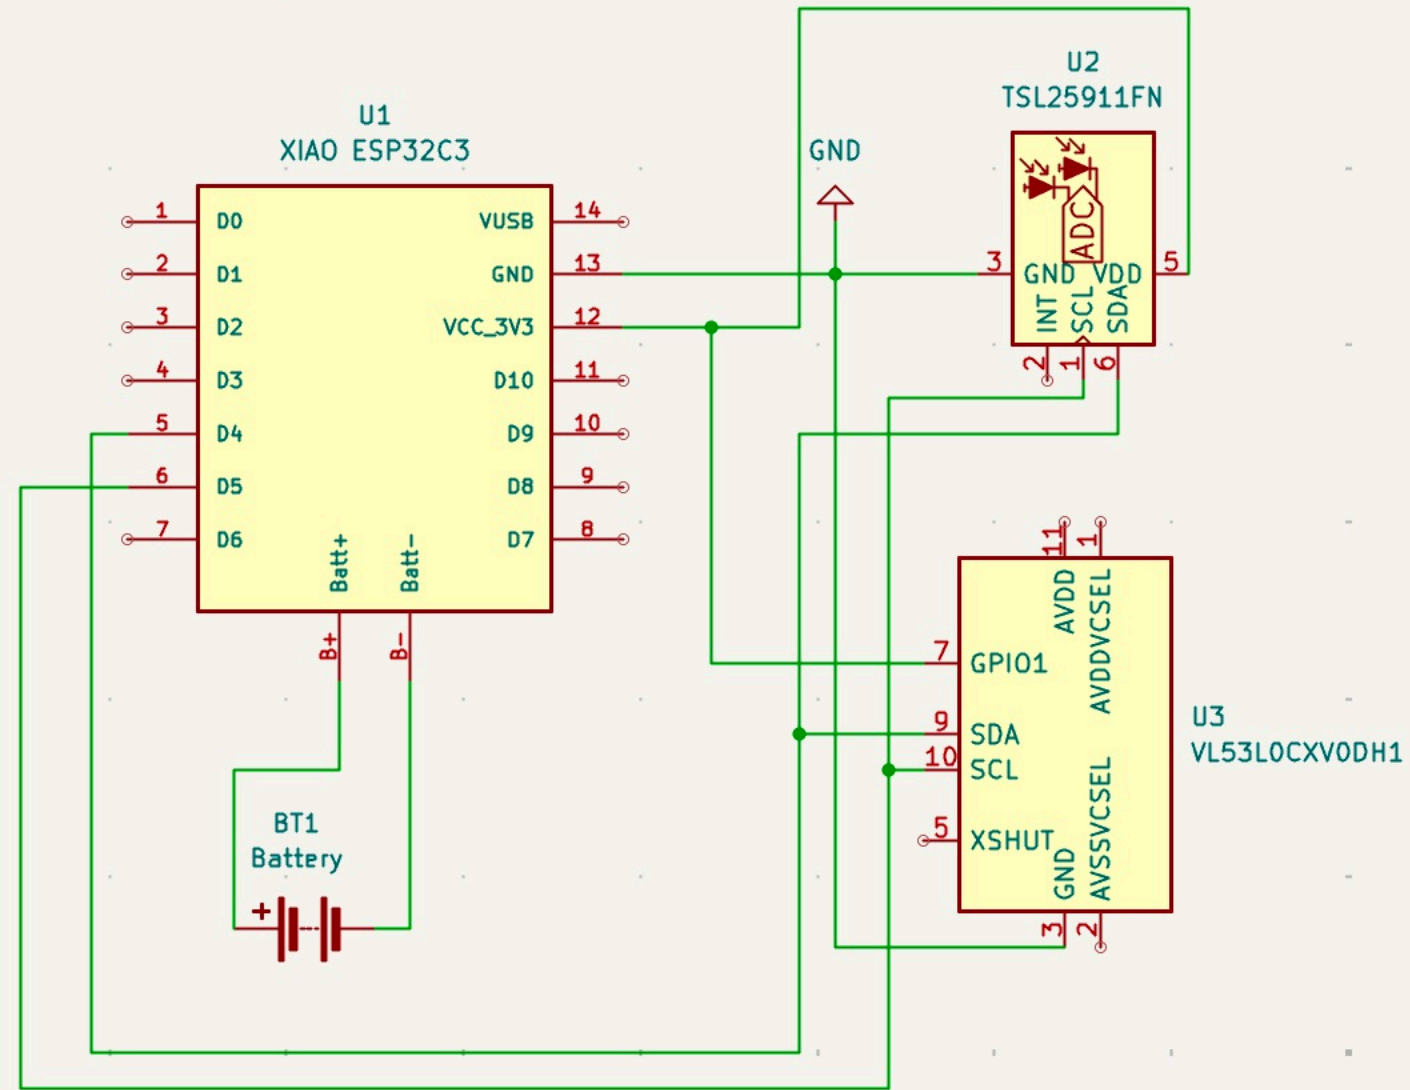 U1
XIAO ESP32C3
1 D0
2 D1
3 D2
4 D3
5 D4
6 D5
7 D6
VUSB 14
GND 13
VCC_3V3 12
D10 11
D9 10
D8 9
D7 8
Batt+
Batt-
B+
B-
BT1
Battery
+
GND
U2
TSL25911FN
ADC
3 GND
VDD 5
INT
SCL
SDA
2
1
6
11
1
AVDD
AVDDVCSEL
7 GPIO1
9 SDA
10 SCL
5 XSHUT
GND
AVSSVCSEL
3
2
U3
VL53L0CXV0DH1